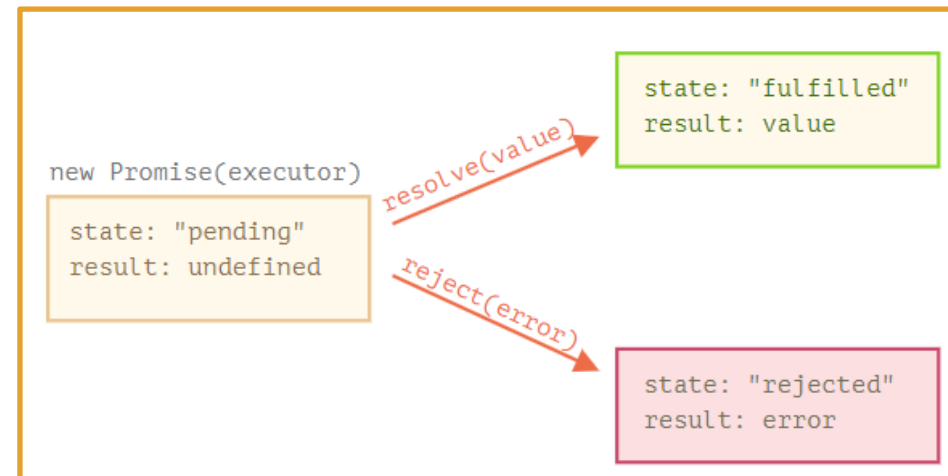 new Promise(executor)
state: "pending"
result: undefined
resolve(value)
reject(error)
state: "fulfilled"
result: value
state: "rejected"
result: error